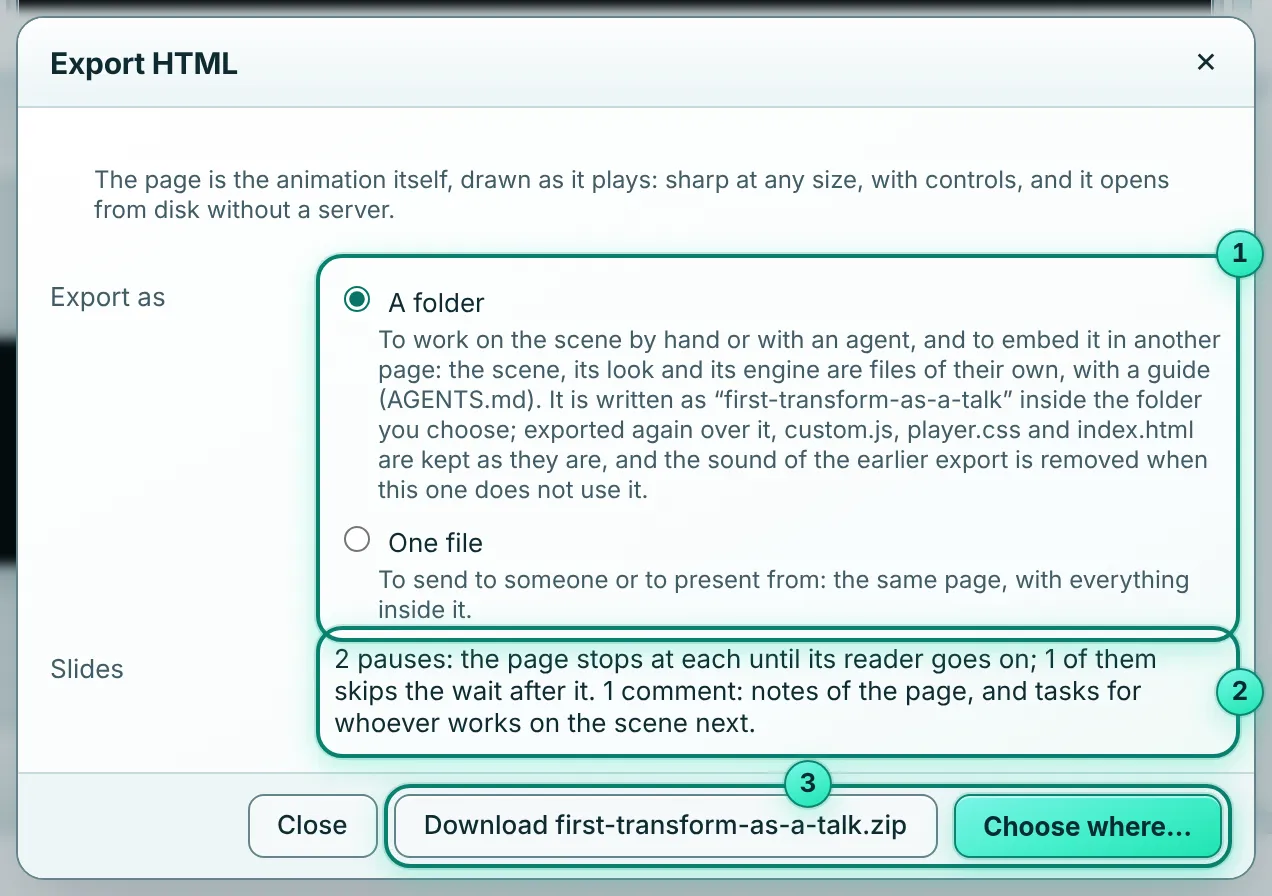 Export HTML
×
The page is the animation itself, drawn as it plays: sharp at any size, with controls, and it opens
from disk without a server.
1
Export as
A folder
To work on the scene by hand or with an agent, and to embed it in another
page: the scene, its look and its engine are files of their own, with a guide
(AGENTS.md). It is written as “first-transform-as-a-talk” inside the folder
you choose; exported again over it, custom.js, player.css and index.html
are kept as they are, and the sound of the earlier export is removed when
this one does not use it.
One file
To send to someone or to present from: the same page, with everything
inside it.
Slides
2 pauses: the page stops at each until its reader goes on; 1 of them
skips the wait after it. 1 comment: notes of the page, and tasks for
whoever works on the scene next.
2
3
Close
Download first-transform-as-a-talk.zip
Choose where...